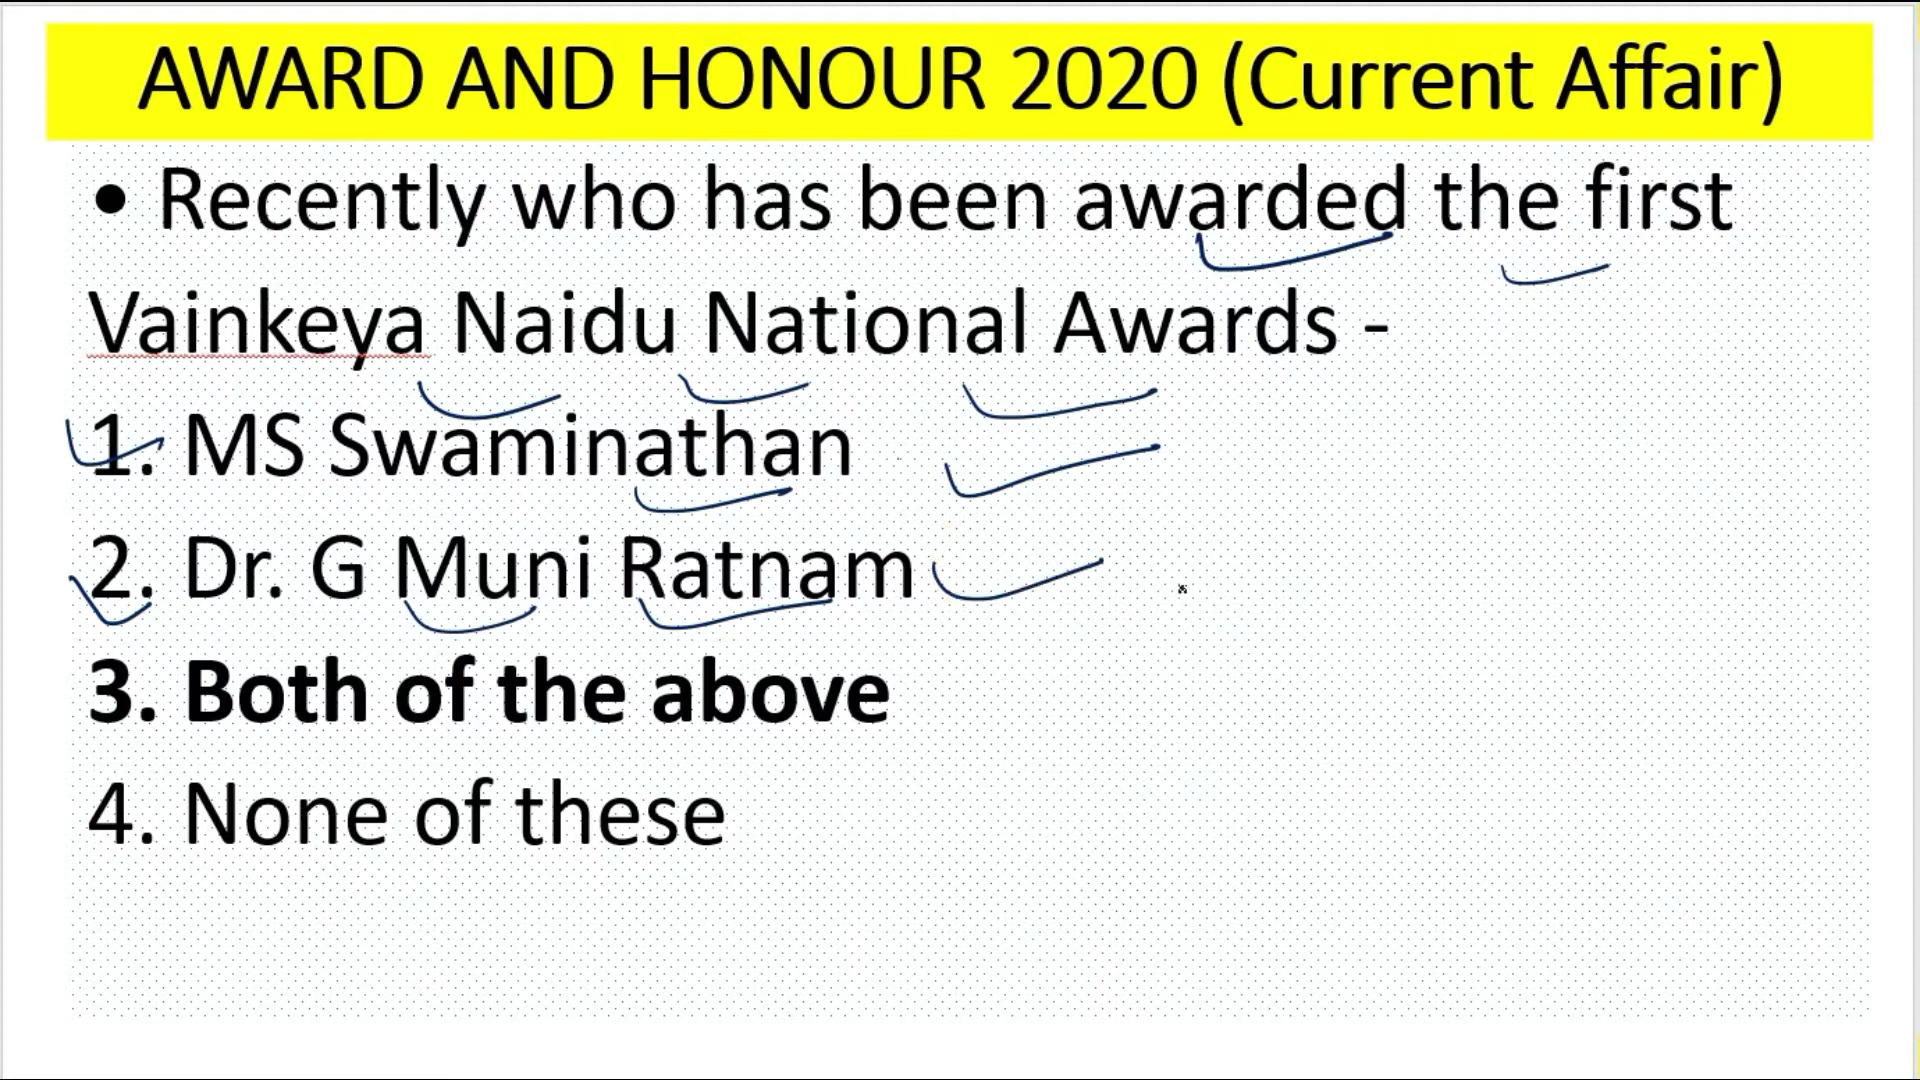 AWARD AND HONOUR 2020 (Current Affair)
• Recently who has been awarded the first
Vainkeya Naidu National Awards -
1. MS Swaminathan
2. Dr. G Muni Ratnam
3. Both of the above
4. None of these